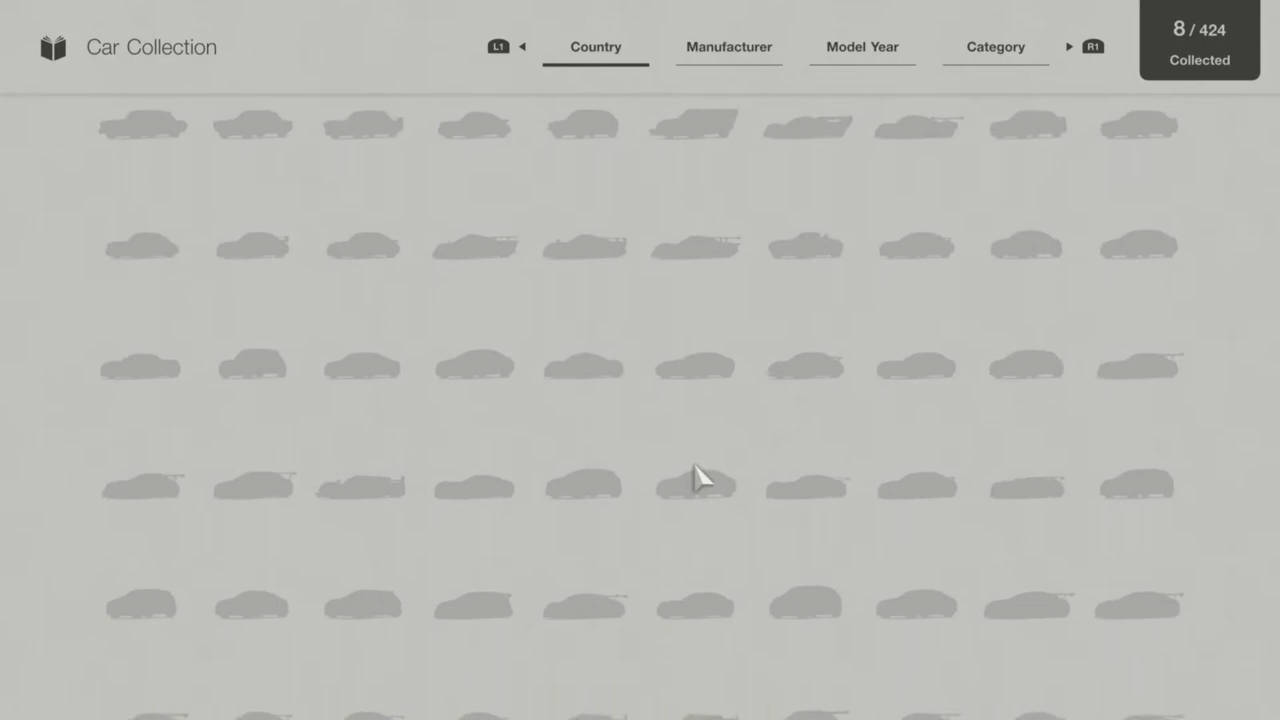 Car Collection
L1
Country
Manufacturer
Model Year
Category
R1
8 / 424
Collected